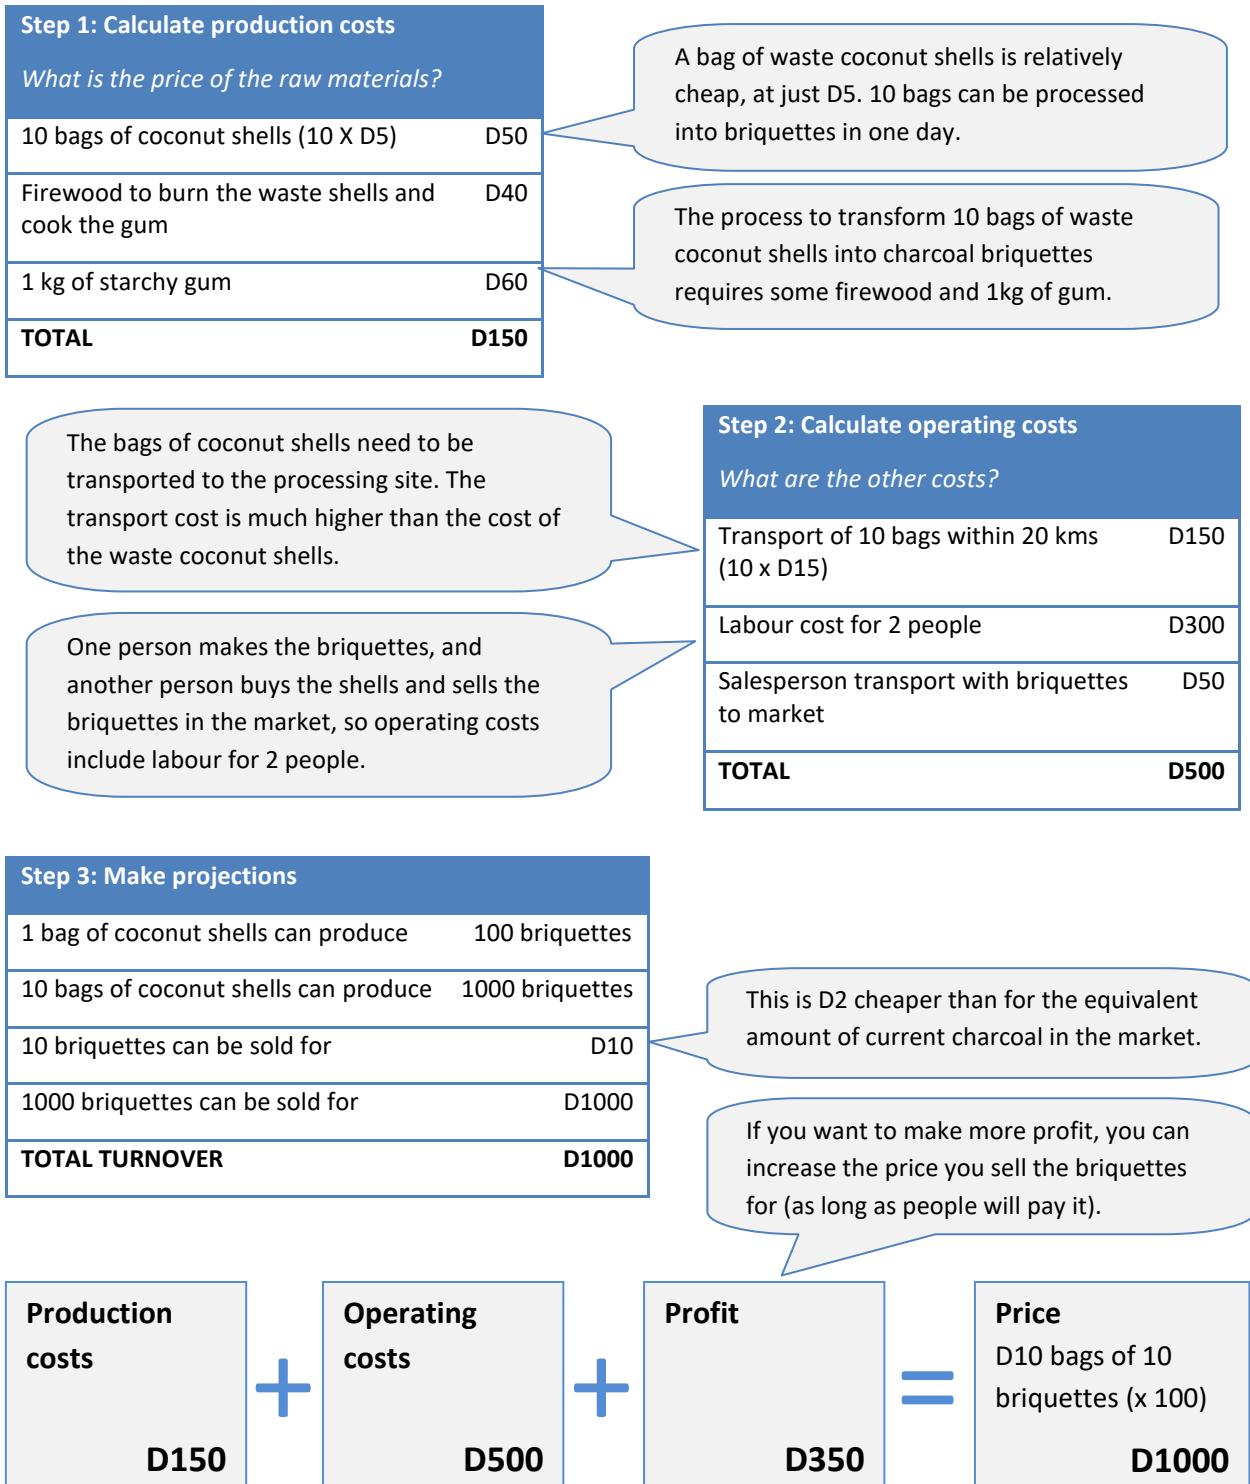 Step 1: Calculate production costs
What is the price of the raw materials?
10 bags of coconut shells (10 X D5) D50
Firewood to burn the waste shells and D40
cook the gum
1 kg of starchy gum D60
TOTAL D150
A bag of waste coconut shells is relatively
cheap, at just D5. 10 bags can be processed
into briquettes in one day.
The process to transform 10 bags of waste
coconut shells into charcoal briquettes
requires some firewood and 1kg of gum.
The bags of coconut shells need to be
transported to the processing site. The
transport cost is much higher than the cost of
the waste coconut shells.
One person makes the briquettes, and
another person buys the shells and sells the
briquettes in the market, so operating costs
include labour for 2 people.
Step 2: Calculate operating costs
What are the other costs?
Transport of 10 bags within 20 kms D150
(10 x D15)
Labour cost for 2 people D300
Salesperson transport with briquettes D50
to market
TOTAL D500
Step 3: Make projections
1 bag of coconut shells can produce 100 briquettes
10 bags of coconut shells can produce 1000 briquettes
10 briquettes can be sold for D10
1000 briquettes can be sold for D1000
TOTAL TURNOVER D1000
This is D2 cheaper than for the equivalent
amount of current charcoal in the market.
If you want to make more profit, you can
increase the price you sell the briquettes
for (as long as people will pay it).
Production
costs
D150
+
Operating
costs
D500
+
Profit
D350
=
Price
D10 bags of 10
briquettes (x 100)
D1000